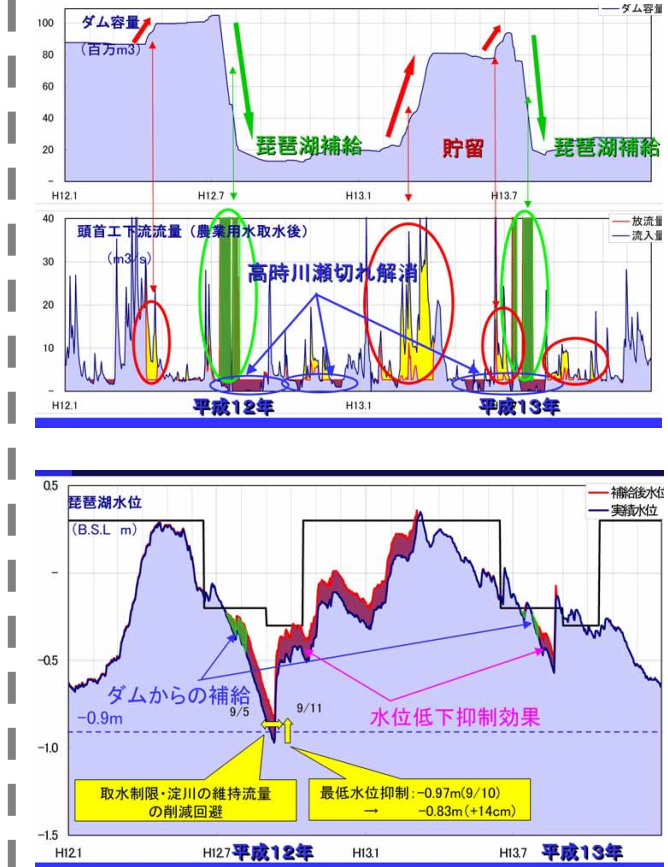 ダム容量
(百万m3)
ダム容量
100
80
60
40
20
琵琶湖補給
貯留
琵琶湖補給
H12.1
H12.7
H13.1
H13.7
40
30
20
10
頭首工下流流量(農業用水取水後)
(m3/s)
放流量
流入量
高時川瀬切れ解消
H12.1
H13.1
平成12年
平成13年
0.5
琵琶湖水位
(B.S.L m)
補給後水位
実績水位
-0.5
ダムからの補給
水位低下抑制効果
-0.9m
9/5
9/11
-1.0
取水制限・淀川の維持流量
の削減回避
最低水位抑制:-0.97m(9/10)
→ -0.83m(+14cm)
-1.5
H12.1
H12.7
平成12年
H13.1
H13.7
平成13年